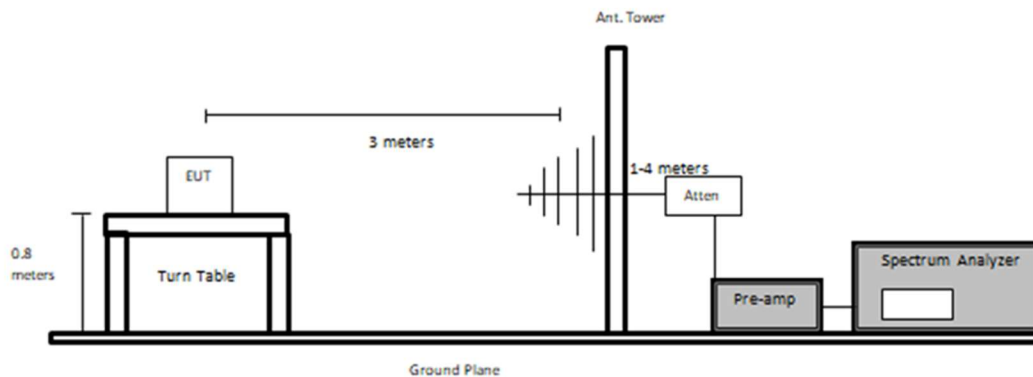 Ant. Tower
3 meters
EUT
1-4 meters
Atten
0.8
meters
Turn Table
Spectrum Analyzer
Pre-amp
Ground Plane